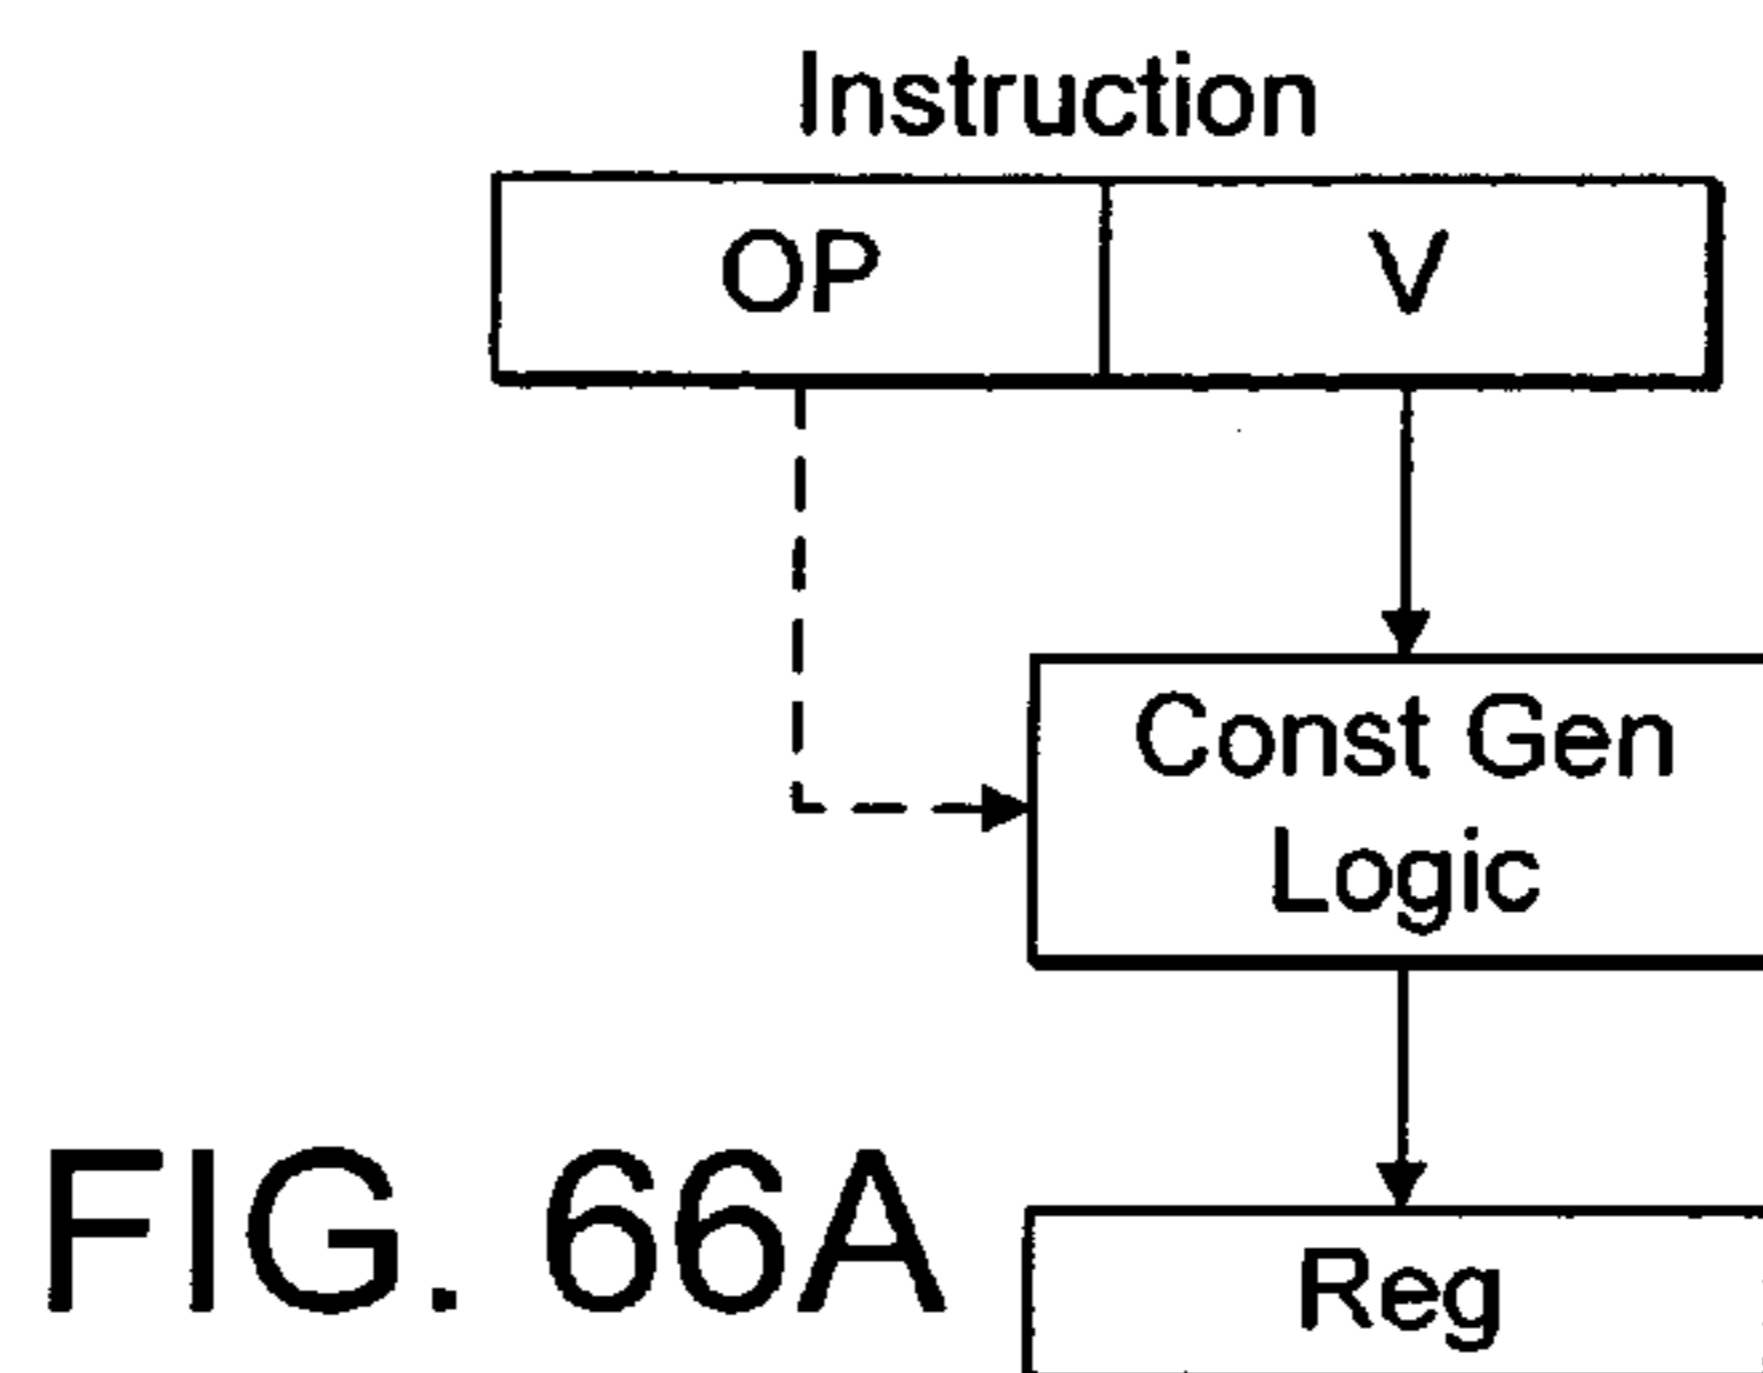 Instruction
OP V
Const Gen
Logic
FIG. 66A
Reg